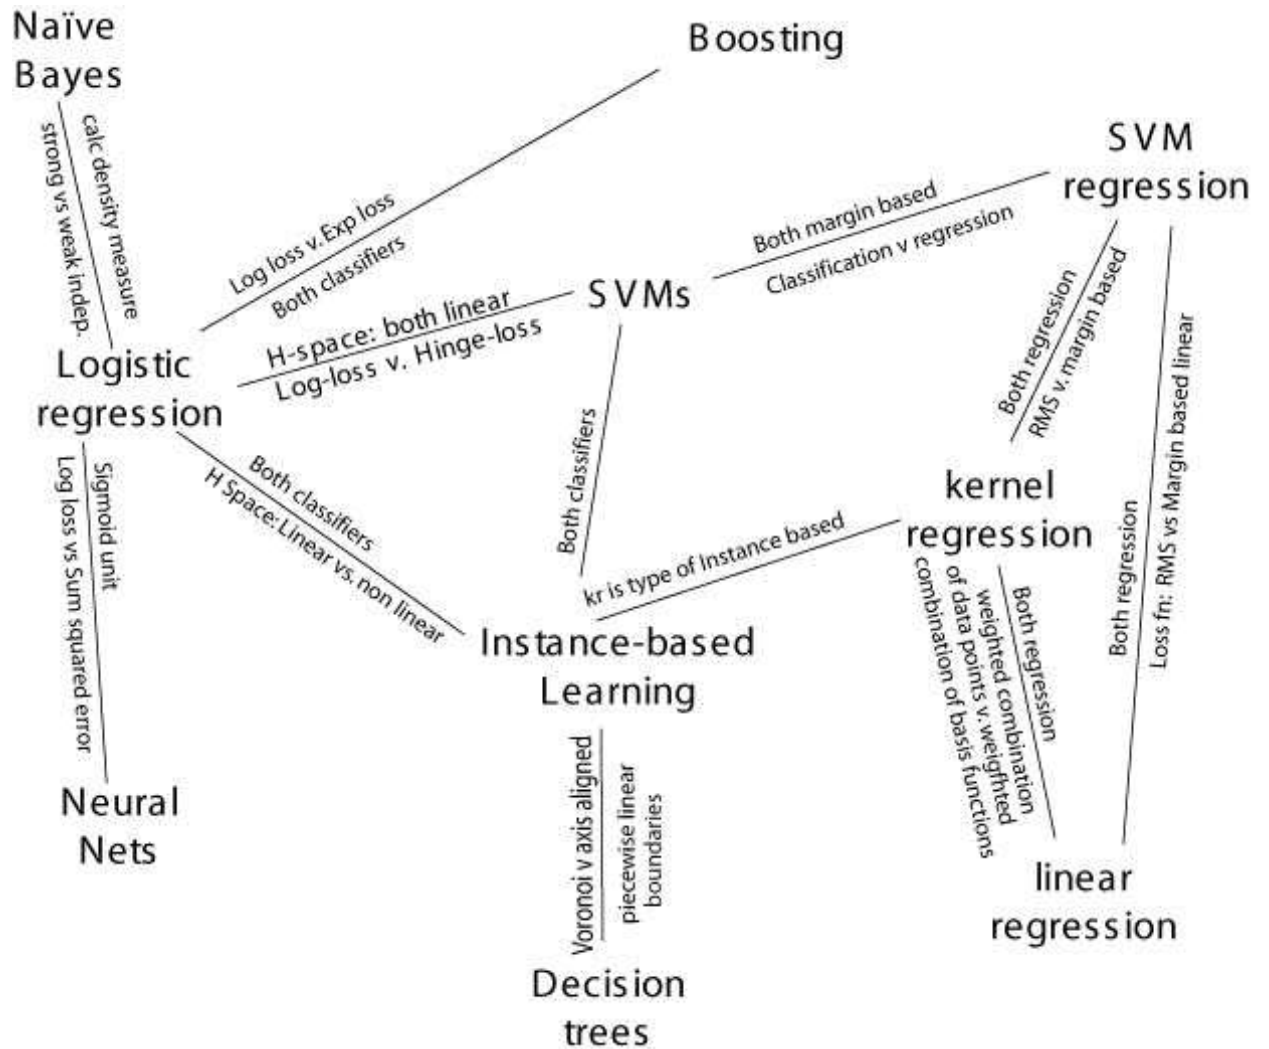 Naïve
Bayes
Boosting
SVM
regression
calc density measure
strong vs weak indep.
Log loss v. Exp loss
Both classifiers
Both margin based
Classification v regression
SVMs
H-space: both linear
Log-loss v. Hinge-loss
Logistic
regression
Both regression
RMS v. margin based
Both regression
Loss fn: RMS vs Margin based linear
Both classifiers
H Space: Linear vs. non linear
Both classifiers
kernel
regression
kr is type of Instance based
Sigmoid unit
Log loss vs Sum squared error
Instance-based
Learning
Both regression
weighted combination
of data points v. weigfhted
combination of basis functions
Voronoi v axis aligned
piecewise linear
boundaries
Neural
Nets
linear
regression
Decision
trees